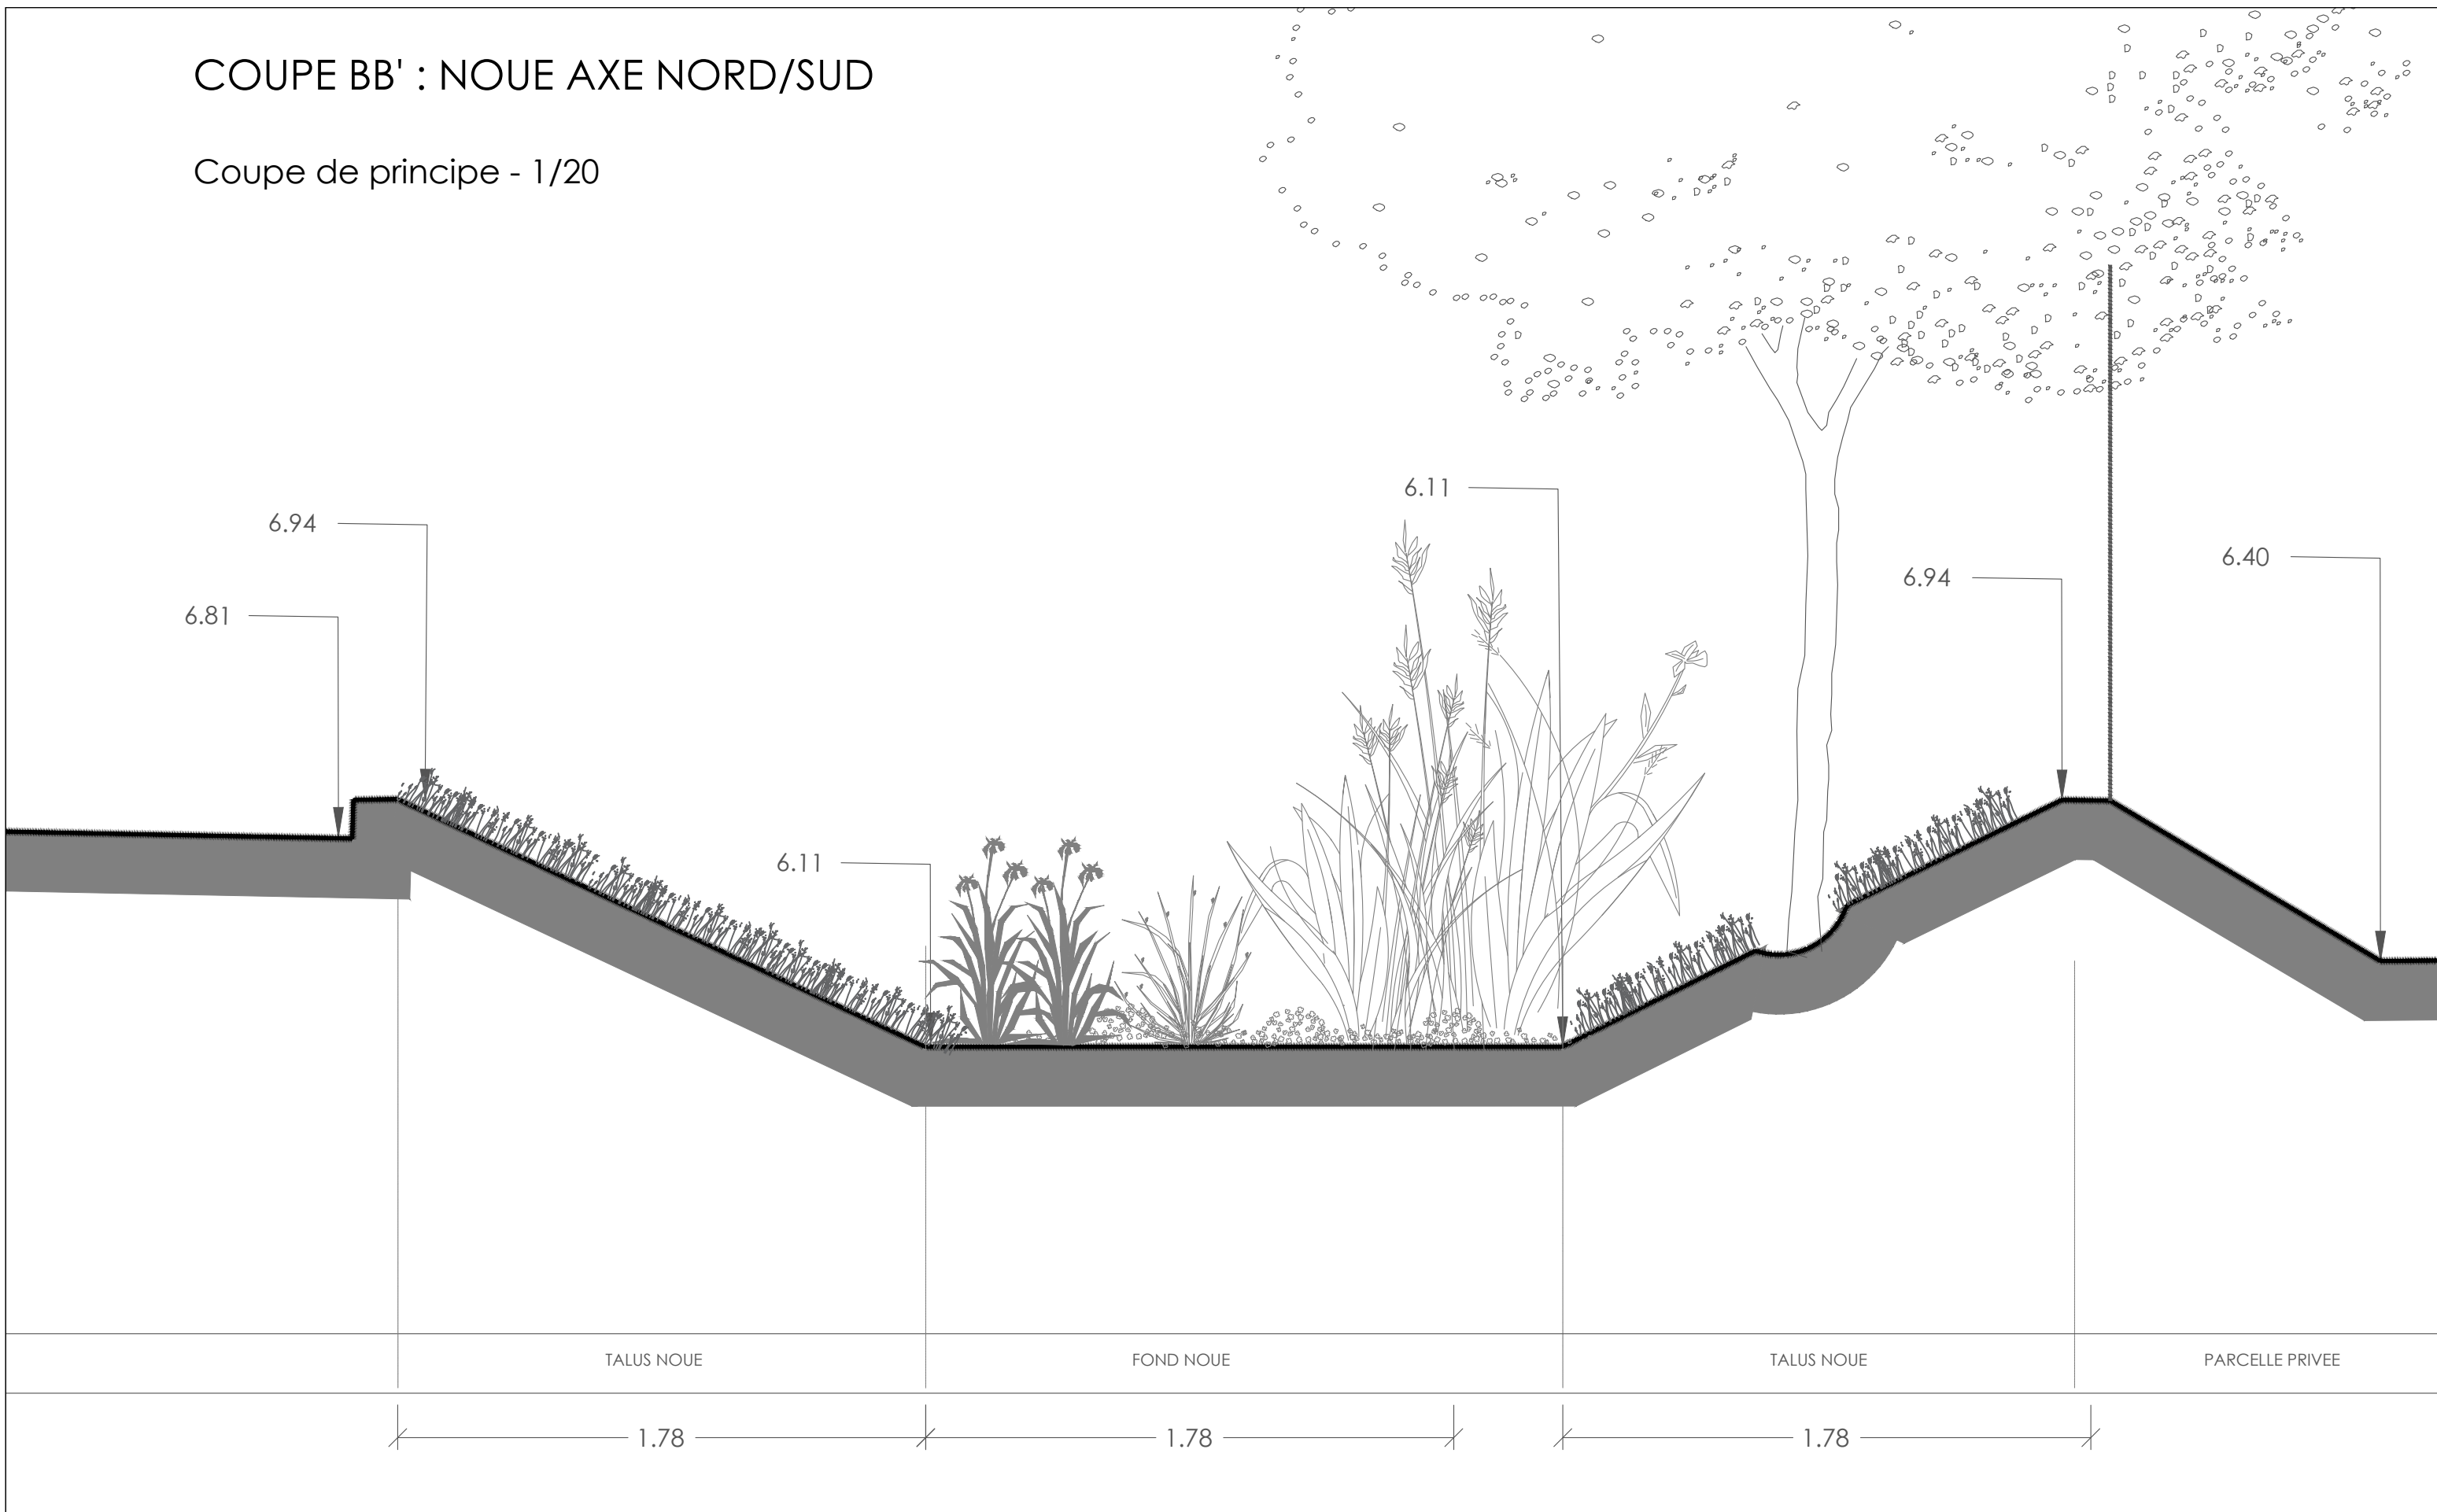 COUPE BB' : NOUE AXE NORD/SUD
Coupe de principe - 1/20
6.11
6.94
6.40
6.94
6.81
6.11
TALUS NOUE
FOND NOUE
TALUS NOUE
PARCELLE PRIVEE
1.78
1.78
1.78